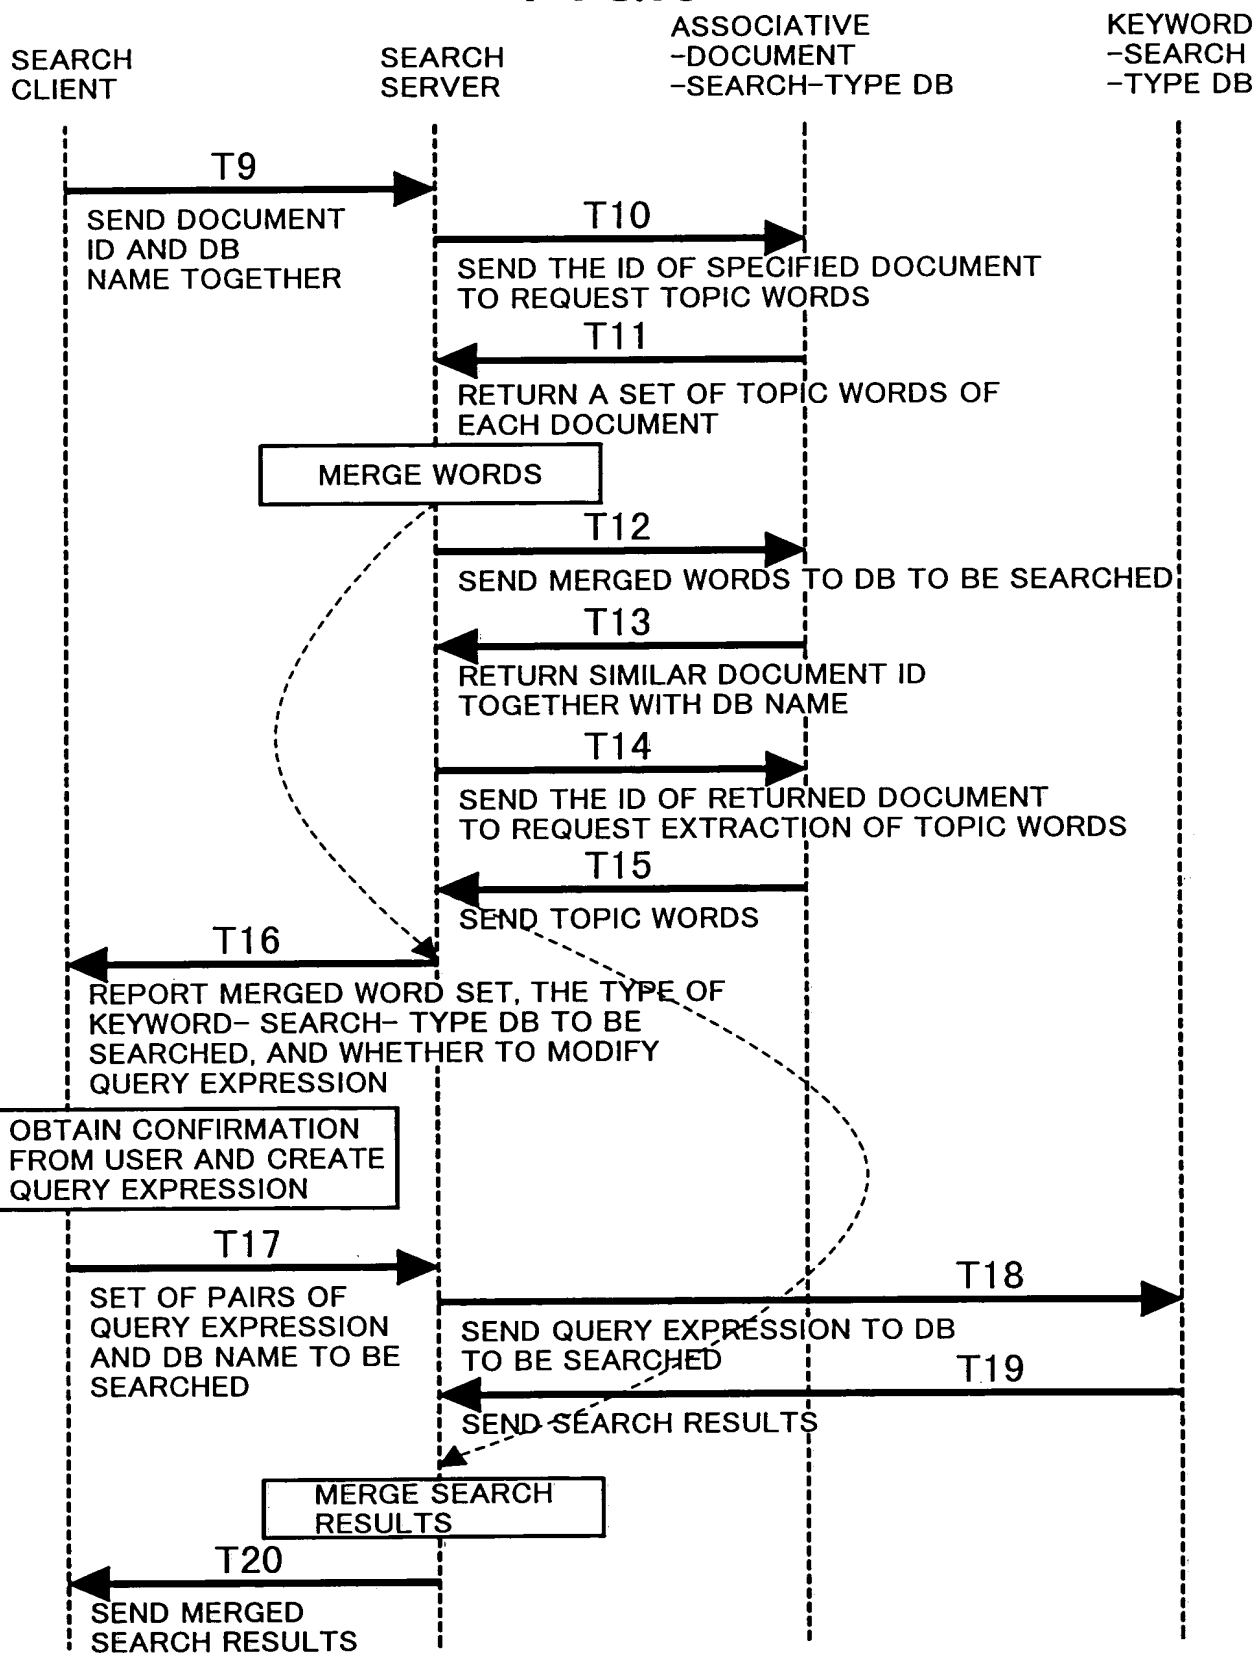 SEARCH
CLIENT
SEARCH
SERVER
ASSOCIATIVE
-DOCUMENT
-SEARCH-TYPE DB
KEYWORD
-SEARCH
-TYPE DB
T9
SEND DOCUMENT
ID AND DB
NAME TOGETHER
T10
SEND THE ID OF SPECIFIED DOCUMENT
TO REQUEST TOPIC WORDS
T11
RETURN A SET OF TOPIC WORDS OF
EACH DOCUMENT
MERGE WORDS
T12
SEND MERGED WORDS TO DB TO BE SEARCHED
T13
RETURN SIMILAR DOCUMENT ID
TOGETHER WITH DB NAME
T14
SEND THE ID OF RETURNED DOCUMENT
TO REQUEST EXTRACTION OF TOPIC WORDS
T15
SEND TOPIC WORDS
T16
REPORT MERGED WORD SET, THE TYPE OF
KEYWORD- SEARCH- TYPE DB TO BE
SEARCHED, AND WHETHER TO MODIFY
QUERY EXPRESSION
OBTAIN CONFIRMATION
FROM USER AND CREATE
QUERY EXPRESSION
T17
SET OF PAIRS OF
QUERY EXPRESSION
AND DB NAME TO BE
SEARCHED
T18
SEND QUERY EXPRESSION TO DB
TO BE SEARCHED
T19
SEND SEARCH RESULTS
MERGE SEARCH
RESULTS
T20
SEND MERGED
SEARCH RESULTS